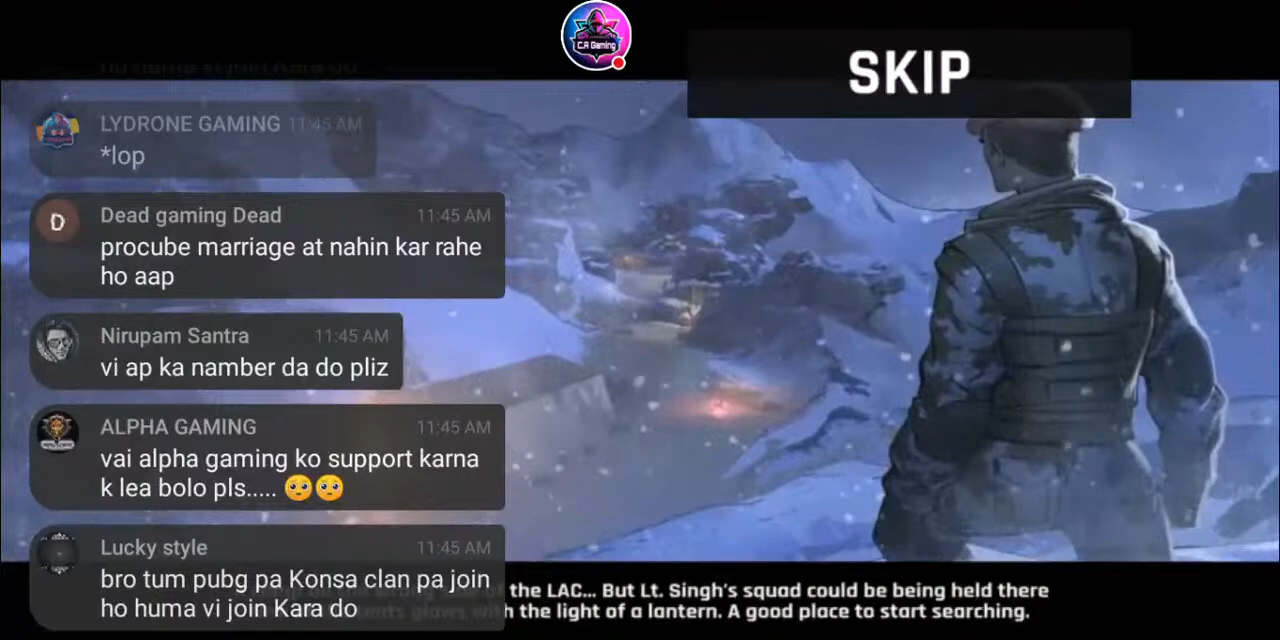 C.R Gaming
SKIP
LYDRONE GAMING 11:45 AM
*lop
D
Dead gaming Dead 11:45 AM
procube marriage at nahin kar rahe
ho aap
Nirupam Santra 11:45 AM
vi ap ka namber da do pliz
ALPHA GAMING 11:45 AM
vai alpha gaming ko support karna
k lea bolo pls..... 🥺🥺
Lucky style 11:45 AM
bro tum pubg pa Konsa clan pa join
ho huma vi join Kara do
the LAC... But Lt. Singh's squad could be being held there
glows with the light of a lantern. A good place to start searching.